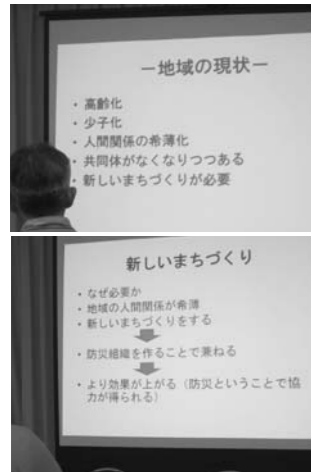 －地域の現状－
・高齢化
・少子化
・人間関係の希薄化
・共同体がなくなりつつある
・新しいまちづくりが必要
新しいまちづくり
・なぜ必要か
・地域の人間関係が希薄
・新しいまちづくりをする
・防災組織を作ることで兼ねる
・より効果が上がる（防災ということで協
力が得られる）